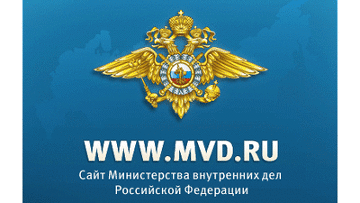 WWW.MVD.RU
Сайт Министерства внутренних дел
Российской Федерации